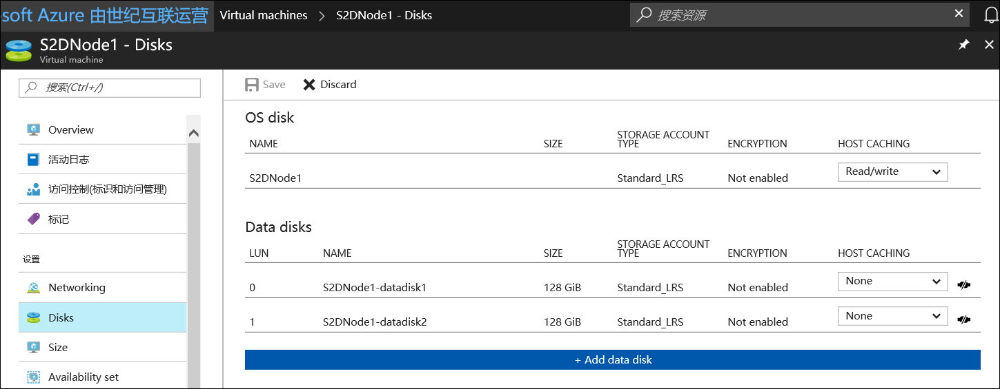 soft Azure 由世纪互联运营 Virtual machines > S2DNode1 - Disks 搜索资源
S2DNode1 - Disks
Virtual machine
搜索(Ctrl+/)
Overview
活动日志
访问控制(标识和访问管理)
标记
设置
Networking
Disks
Size
Availability set
Save Discard
OS disk
NAME SIZE STORAGE ACCOUNT TYPE ENCRYPTION HOST CACHING
S2DNode1 Standard_LRS Not enabled Read/write
Data disks
LUN NAME SIZE STORAGE ACCOUNT TYPE ENCRYPTION HOST CACHING
0 S2DNode1-datadisk1 128 GiB Standard_LRS Not enabled None
1 S2DNode1-datadisk2 128 GiB Standard_LRS Not enabled None
+ Add data disk